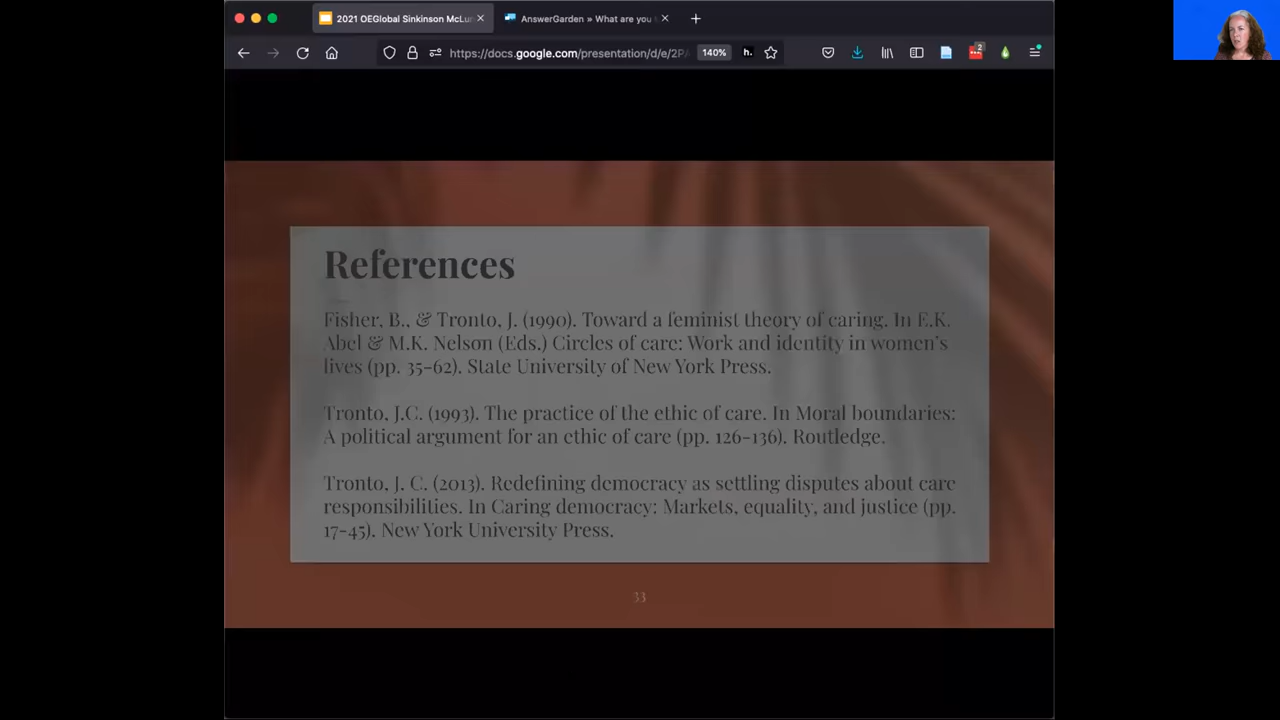 2021 OEGlobal Sinkinson McLu
AnswerGarden » What are you
https://docs.google.com/presentation/d/e/2PA
140%
h.
2
References
Fisher, B., & Tronto, J. (1990). Toward a feminist theory of caring. In E.K.
Abel & M.K. Nelson (Eds.) Circles of care: Work and identity in women's
lives (pp. 35-62). State University of New York Press.
Tronto, J.C. (1993). The practice of the ethic of care. In Moral boundaries:
A political argument for an ethic of care (pp. 126-136). Routledge.
Tronto, J. C. (2013). Redefining democracy as settling disputes about care
responsibilities. In Caring democracy: Markets, equality, and justice (pp.
17-45). New York University Press.
33